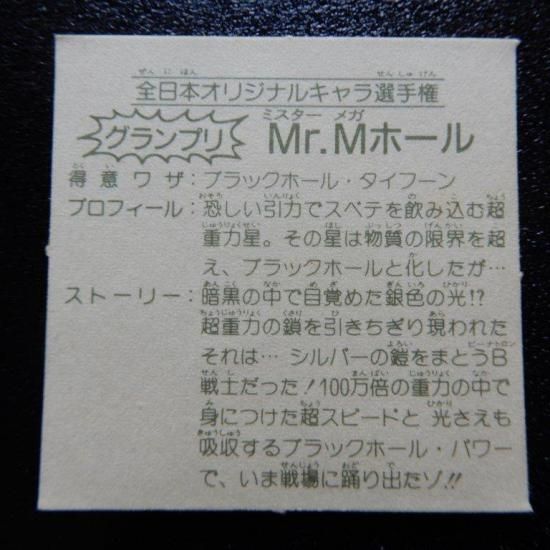 全日本オリジナルキャラ選手権
グランプリ Mr.Mホール
得意ワザ：ブラックホール・タイフーン
プロフィール：恐しい引力でスベテを飲み込む超
重力星。その星は物質の限界を超
え、ブラックホールと化したが…
ストーリー：暗黒の中で目覚めた銀色の光!?
超重力の鎖を引きちぎり現われた
それは… シルバーの鎧をまとうB
戦士だった！100万倍の重力の中で
身につけた超スピードと 光さえも
吸収するブラックホール・パワー
で、いま戦場に踊り出たゾ!!